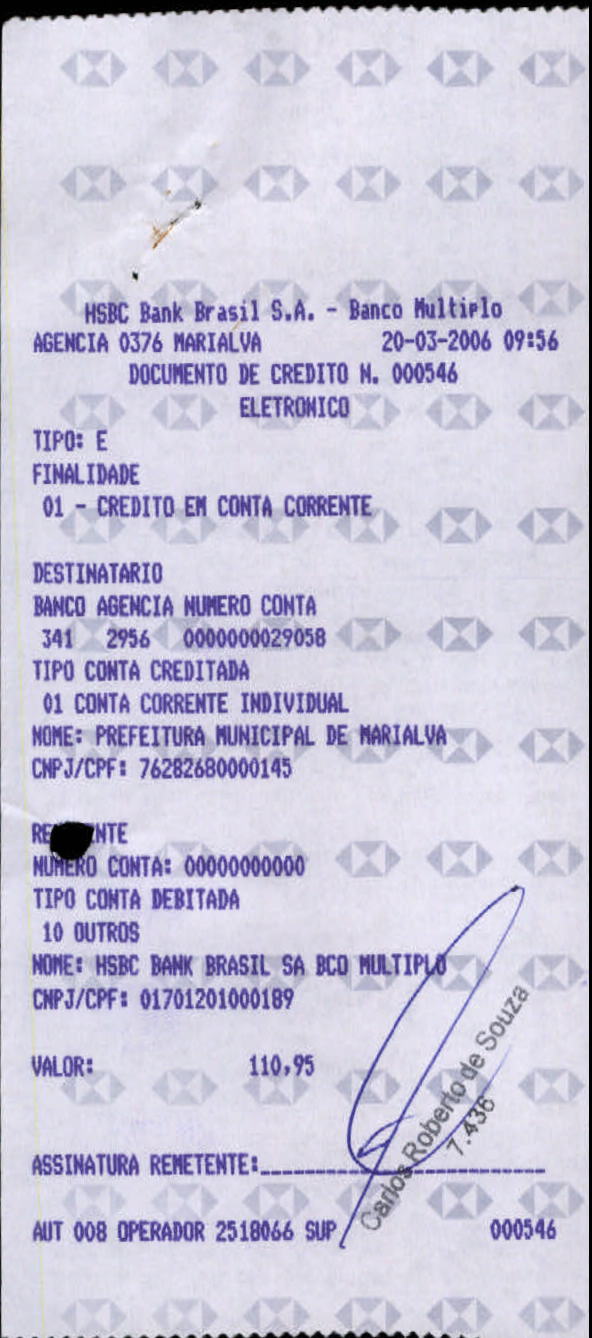 HSBC Bank Brasil S.A. - Banco Multiplo
AGENCIA 0376 MARIALVA 20-03-2006 09:56
DOCUMENTO DE CREDITO N. 000546
ELETRONICO
TIPO: E
FINALIDADE
01 - CREDITO EM CONTA CORRENTE
DESTINATARIO
BANCO AGENCIA NUMERO CONTA
341 2956 0000000029058
TIPO CONTA CREDITADA
01 CONTA CORRENTE INDIVIDUAL
NOME: PREFEITURA MUNICIPAL DE MARIALVA
CNPJ/CPF: 76282680000145
RE NTE
NUMERO CONTA: 00000000000
TIPO CONTA DEBITADA
10 OUTROS
NOME: HSBC BANK BRASIL SA BCO MULTIPLO
CNPJ/CPF: 01701201000189
VALOR: 110,95
Carlos Roberto de Souza
7.436
ASSINATURA REMETENTE:
AUT 008 OPERADOR 2518066 SUP 000546